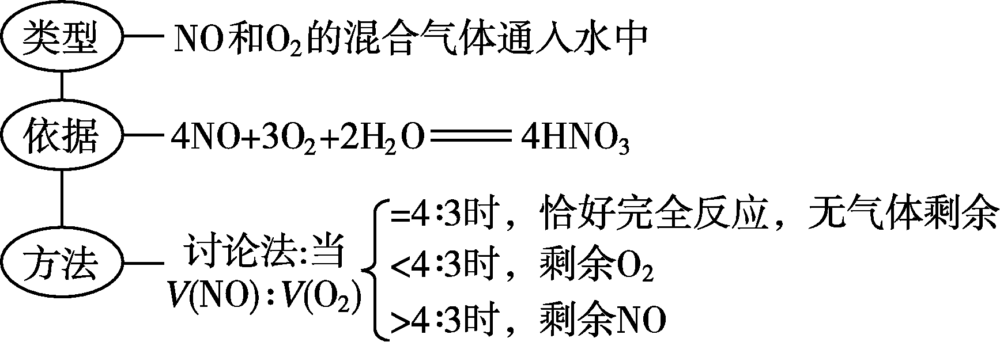 类型 NO和O₂的混合气体通入水中
依据 4NO+3O₂+2H₂O══4HNO₃
方法 讨论法:当
V(NO)∶V(O₂)
=4∶3时，恰好完全反应，无气体剩余
<4∶3时，剩余O₂
>4∶3时，剩余NO